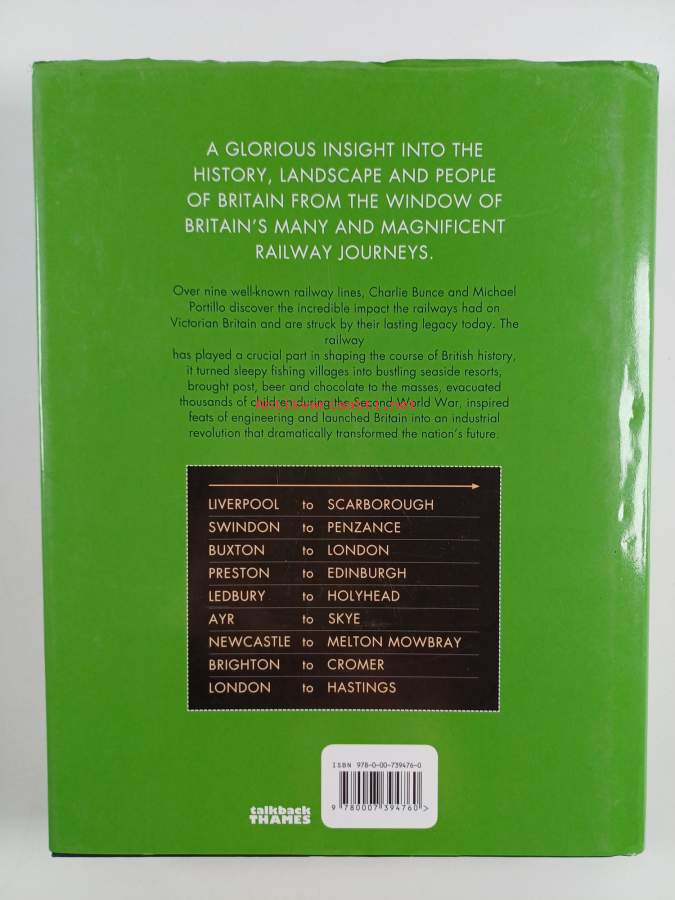 A GLORIOUS INSIGHT INTO THE
HISTORY, LANDSCAPE AND PEOPLE
OF BRITAIN FROM THE WINDOW OF
BRITAIN'S MANY AND MAGNIFICENT
RAILWAY JOURNEYS.
Over nine well-known railway lines, Charlie Bunce and Michael
Portillo discover the incredible impact the railways had on
Victorian Britain and are struck by their lasting legacy today. The
railway
has played a crucial part in shaping the course of British history,
it turned sleepy fishing villages into bustling seaside resorts,
brought post, beer and chocolate to the masses, evacuated
thousands of children during the Second World War, inspired
feats of engineering and launched Britain into an industrial
revolution that dramatically transformed the nation's future.
LIVERPOOL to SCARBOROUGH
SWINDON to PENZANCE
BUXTON to LONDON
PRESTON to EDINBURGH
LEDBURY to HOLYHEAD
AYR to SKYE
NEWCASTLE to MELTON MOWBRAY
BRIGHTON to CROMER
LONDON to HASTINGS
ISBN 978-0-00-739476-0
9 780007 394760 >
talkback
THAMES